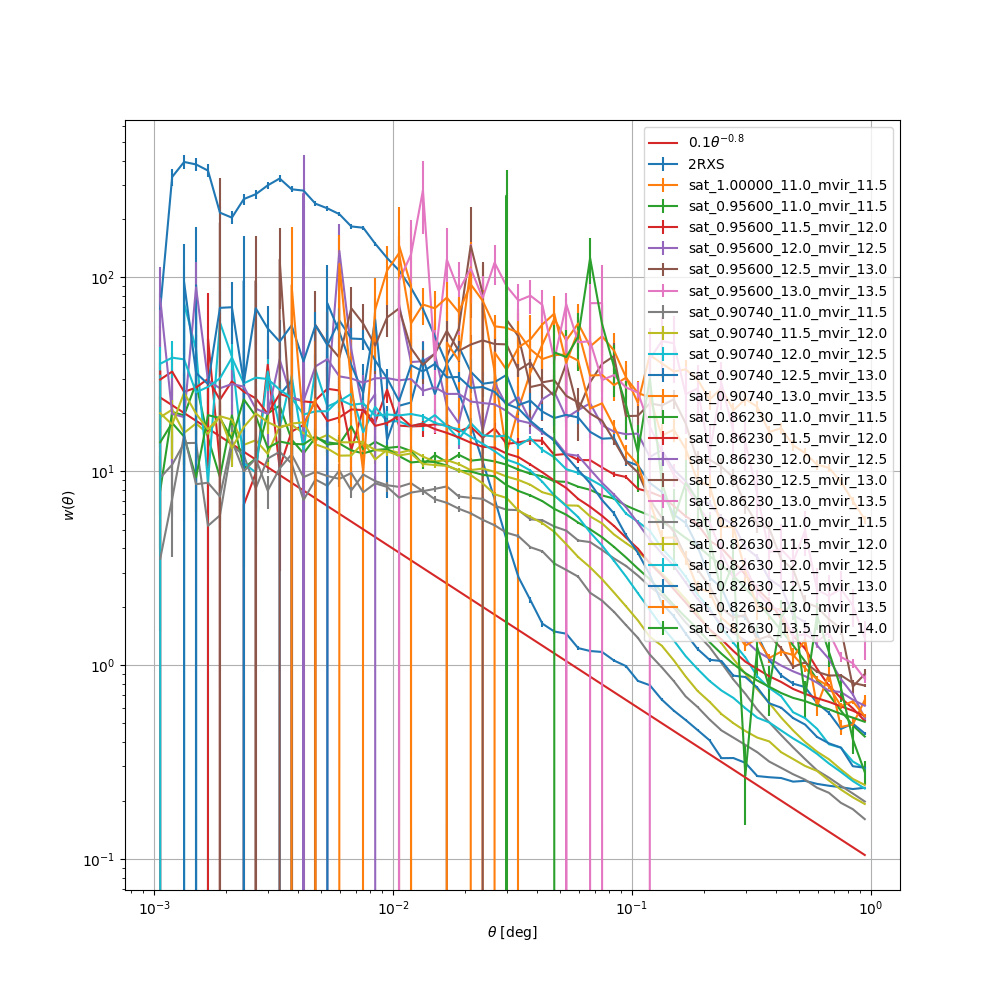 0.1θ^−0.8
2RXS
sat_1.00000_11.0_mvir_11.5
sat_0.95600_11.0_mvir_11.5
sat_0.95600_11.5_mvir_12.0
sat_0.95600_12.0_mvir_12.5
sat_0.95600_12.5_mvir_13.0
sat_0.95600_13.0_mvir_13.5
sat_0.90740_11.0_mvir_11.5
sat_0.90740_11.5_mvir_12.0
sat_0.90740_12.0_mvir_12.5
sat_0.90740_12.5_mvir_13.0
sat_0.90740_13.0_mvir_13.5
sat_0.86230_11.0_mvir_11.5
sat_0.86230_11.5_mvir_12.0
sat_0.86230_12.0_mvir_12.5
sat_0.86230_12.5_mvir_13.0
sat_0.86230_13.0_mvir_13.5
sat_0.82630_11.0_mvir_11.5
sat_0.82630_11.5_mvir_12.0
sat_0.82630_12.0_mvir_12.5
sat_0.82630_12.5_mvir_13.0
sat_0.82630_13.0_mvir_13.5
sat_0.82630_13.5_mvir_14.0
10^2
10^1
10^0
10^−1
w(θ)
10^−3 10^−2 10^−1 10^0
θ [deg]